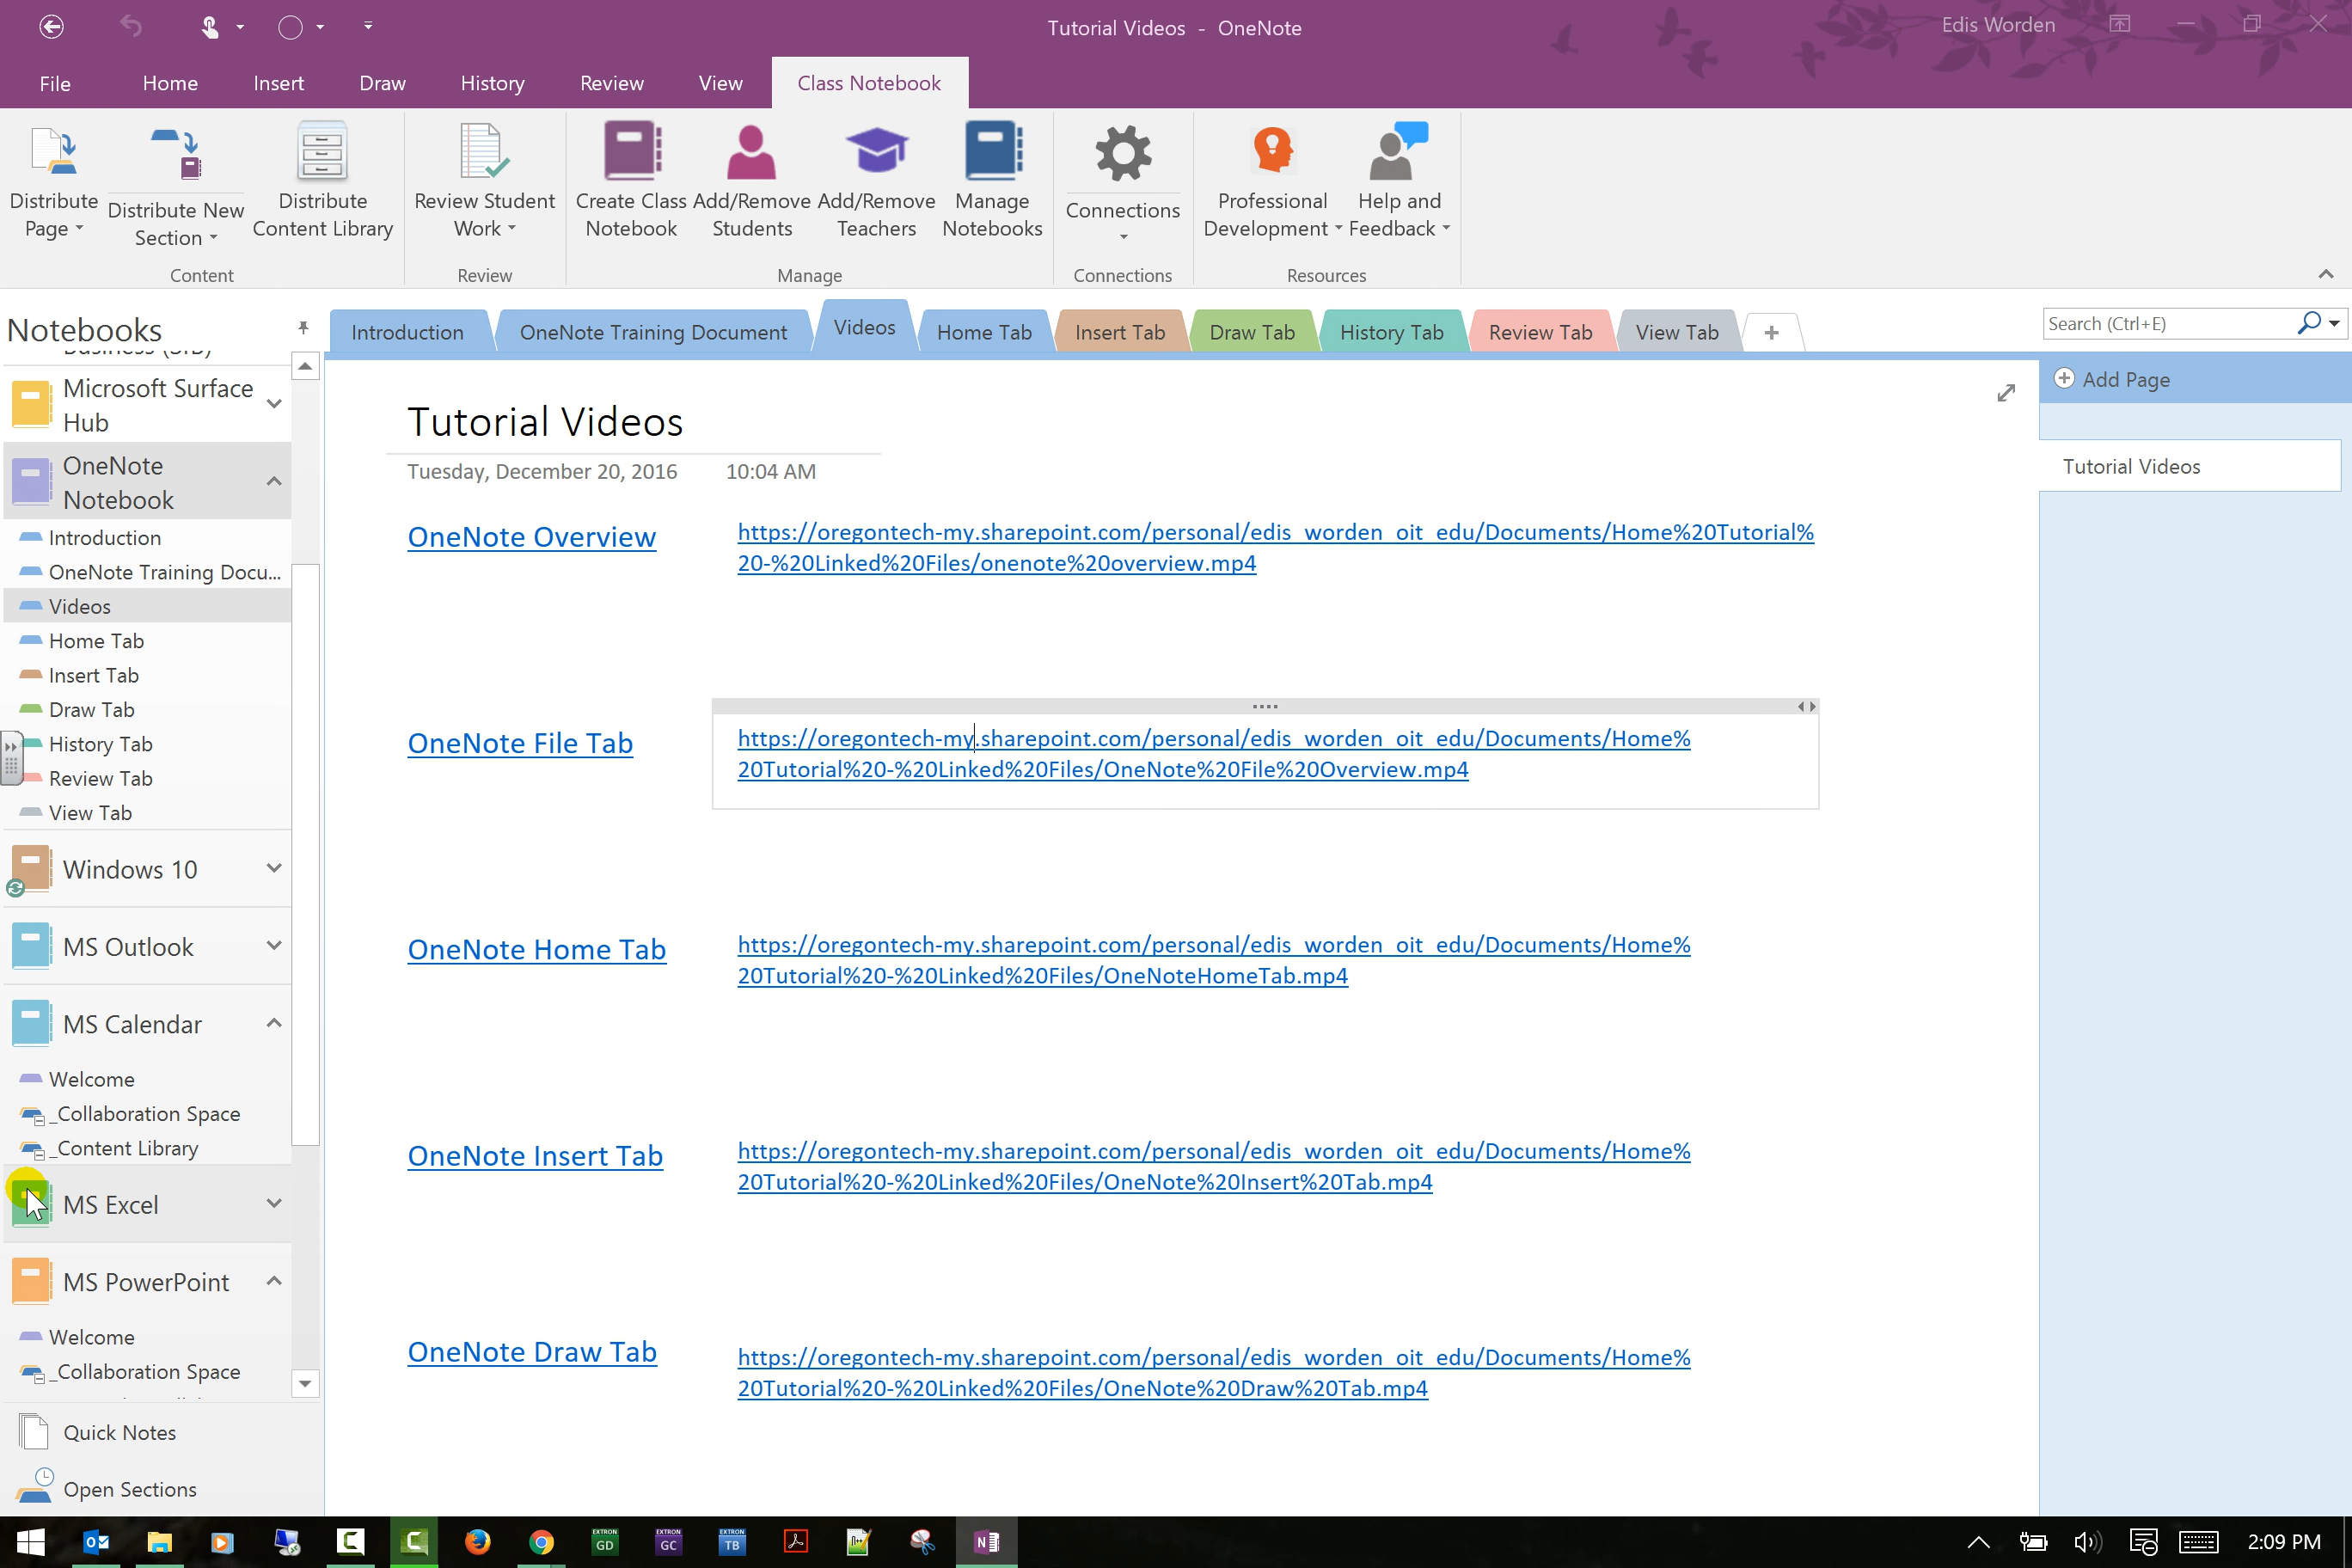 Tutorial Videos - OneNote
Edis Worden
File Home Insert Draw History Review View Class Notebook
Distribute Page
Distribute New Section
Distribute Content Library
Content
Review Student Work
Review
Create Class Notebook
Add/Remove Students
Add/Remove Teachers
Manage Notebooks
Manage
Connections
Connections
Professional Development
Help and Feedback
Resources
Notebooks
Introduction OneNote Training Document Videos Home Tab Insert Tab Draw Tab History Tab Review Tab View Tab +
Search (Ctrl+E)
Microsoft Surface
Hub
OneNote
Notebook
Introduction
OneNote Training Docu...
Videos
Home Tab
Insert Tab
Draw Tab
History Tab
Review Tab
View Tab
Windows 10
MS Outlook
MS Calendar
Welcome
_Collaboration Space
_Content Library
MS Excel
MS PowerPoint
Welcome
_Collaboration Space
Quick Notes
Open Sections
Tutorial Videos
Tuesday, December 20, 2016 10:04 AM
OneNote Overview
https://oregontech-my.sharepoint.com/personal/edis_worden_oit_edu/Documents/Home%20Tutorial%
20-%20Linked%20Files/onenote%20overview.mp4
OneNote File Tab
https://oregontech-my.sharepoint.com/personal/edis_worden_oit_edu/Documents/Home%
20Tutorial%20-%20Linked%20Files/OneNote%20File%20Overview.mp4
OneNote Home Tab
https://oregontech-my.sharepoint.com/personal/edis_worden_oit_edu/Documents/Home%
20Tutorial%20-%20Linked%20Files/OneNoteHomeTab.mp4
OneNote Insert Tab
https://oregontech-my.sharepoint.com/personal/edis_worden_oit_edu/Documents/Home%
20Tutorial%20-%20Linked%20Files/OneNote%20Insert%20Tab.mp4
OneNote Draw Tab
https://oregontech-my.sharepoint.com/personal/edis_worden_oit_edu/Documents/Home%
20Tutorial%20-%20Linked%20Files/OneNote%20Draw%20Tab.mp4
Add Page
Tutorial Videos
EXTRON GD
EXTRON GC
EXTRON TB
2:09 PM